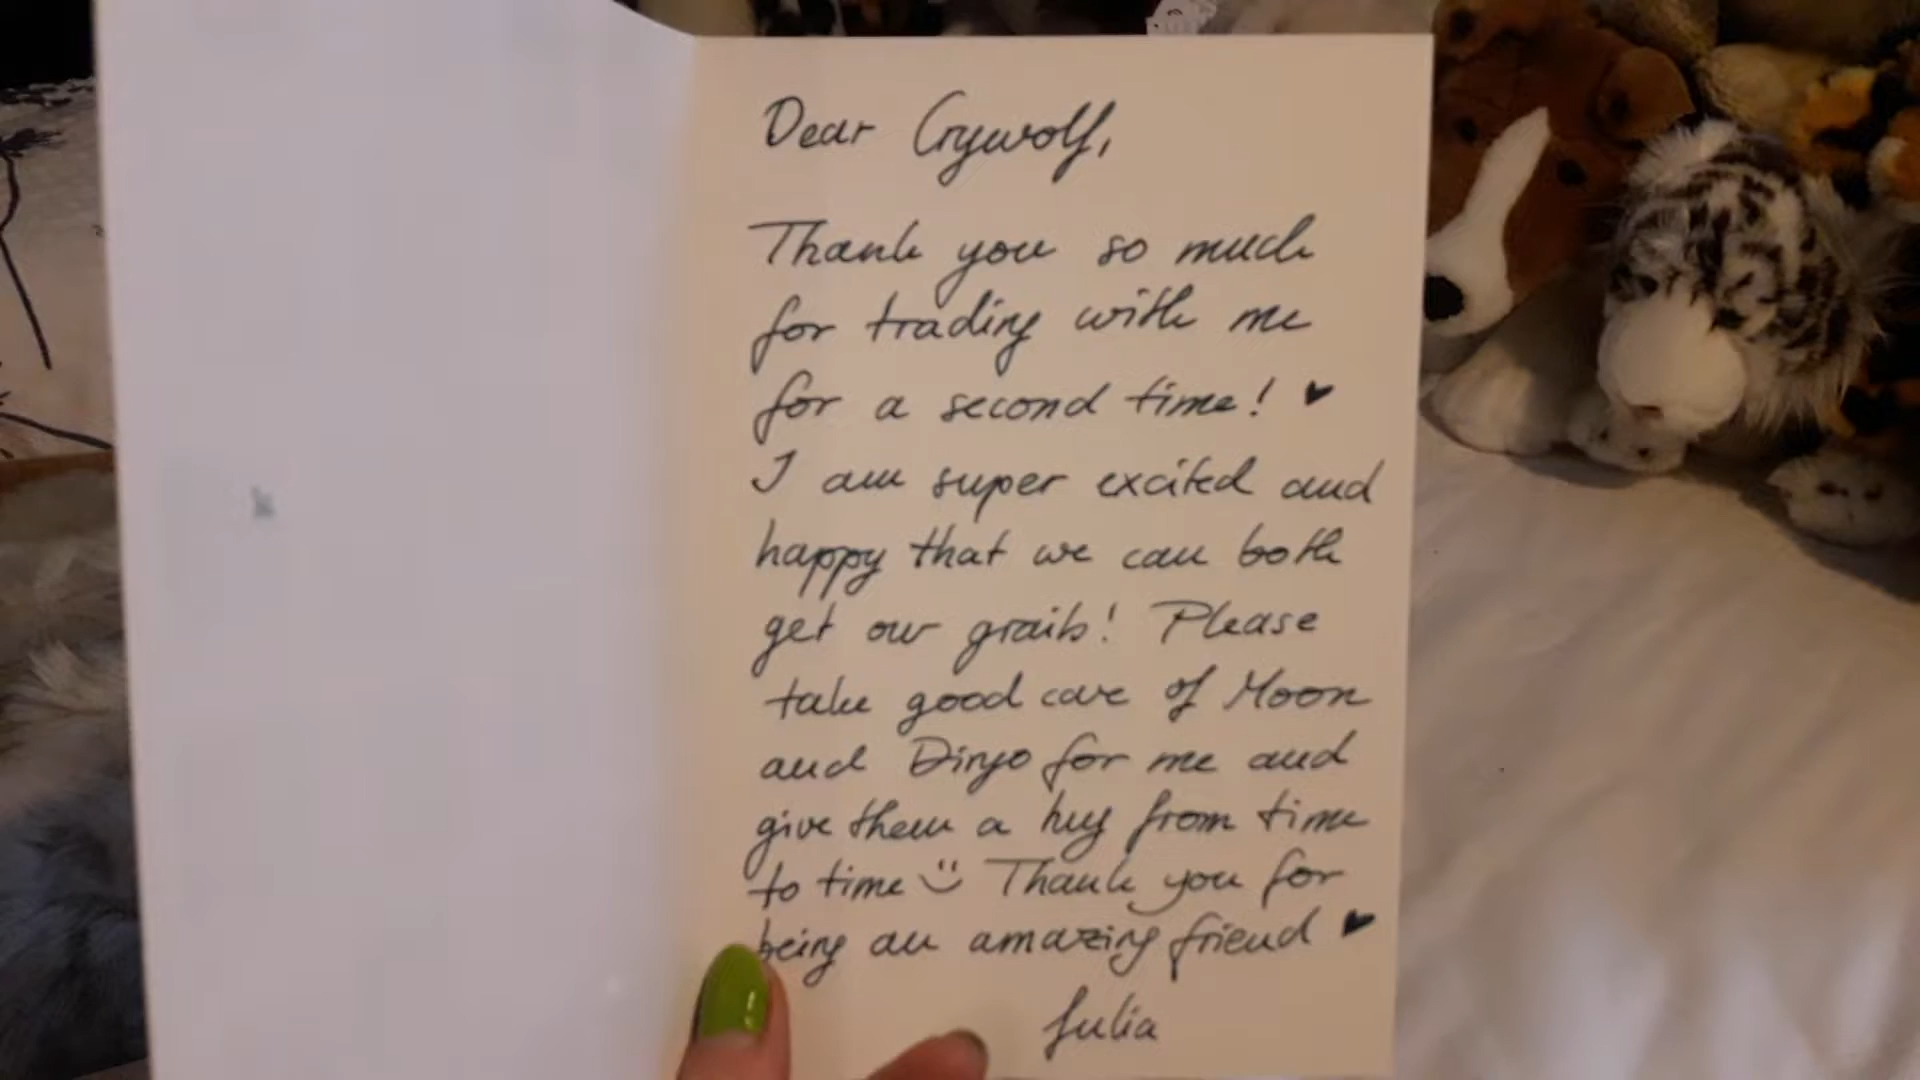 Dear Crywolf,
Thank you so much
for trading with me
for a second time! ♥
I am super excited and
happy that we can both
get our grails! Please
take good care of Moon
and Dingo for me and
give them a hug from time
to time :) Thank you for
being an amazing friend ♥
Julia